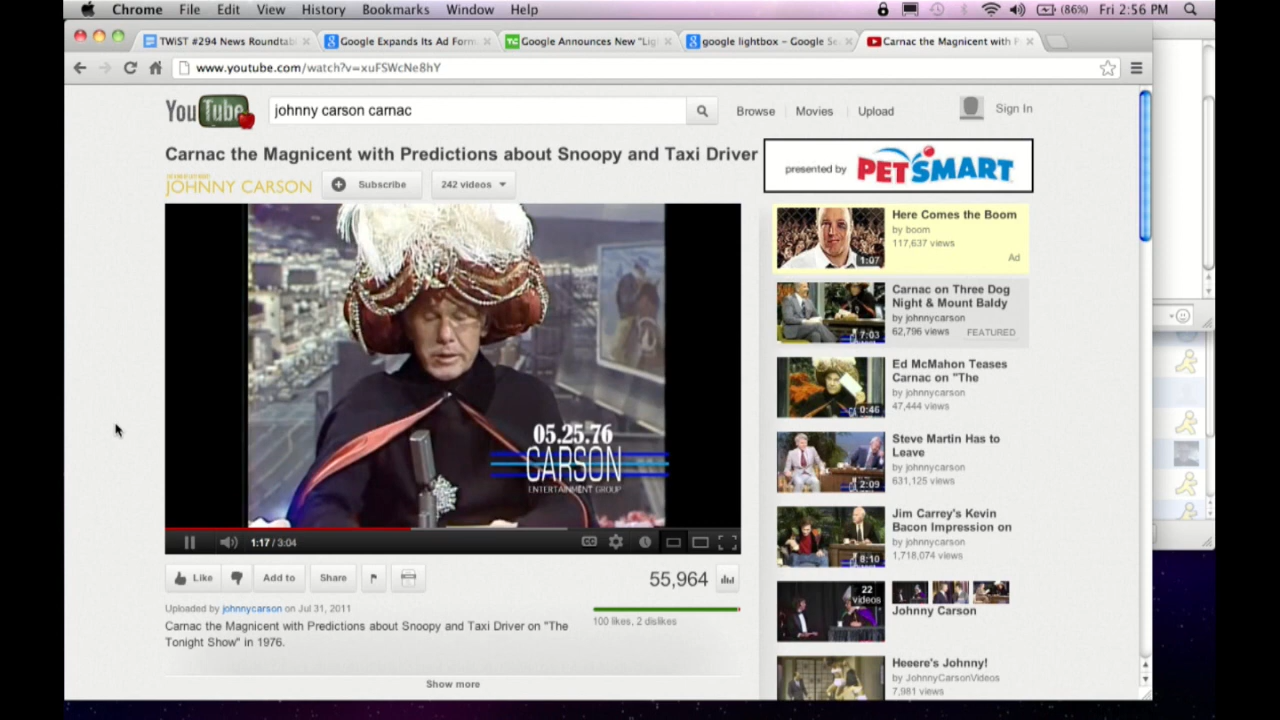 Chrome File Edit View History Bookmarks Window Help
(86%) Fri 2:56 PM
TWiST #294 News Roundtab
Google Expands Its Ad Form
Google Announces New "Lig
google lightbox - Google Se
Carnac the Magnicent with P
www.youtube.com/watch?v=xuFSWcNe8hY
YouTube
johnny carson carnac
Browse
Movies
Upload
Sign In
Carnac the Magnicent with Predictions about Snoopy and Taxi Driver
JOHNNY CARSON
Subscribe
242 videos
presented by PETSMART
05.25.76
CARSON
ENTERTAINMENT GROUP
1:17 / 3:04
CC
Like
Add to
Share
55,964
Uploaded by johnnycarson on Jul 31, 2011
100 likes, 2 dislikes
Carnac the Magnicent with Predictions about Snoopy and Taxi Driver on "The
Tonight Show" in 1976.
Show more
Here Comes the Boom
by boom
117,637 views
1:07
Ad
Carnac on Three Dog
Night & Mount Baldy
by johnnycarson
62,796 views FEATURED
7:03
Ed McMahon Teases
Carnac on "The
by johnnycarson
47,444 views
0:46
Steve Martin Has to
Leave
by johnnycarson
631,125 views
2:09
Jim Carrey's Kevin
Bacon Impression on
by johnnycarson
1,718,074 views
8:10
22
videos
Johnny Carson
Heeere's Johnny!
by JohnnyCarsonVideos
7,981 views